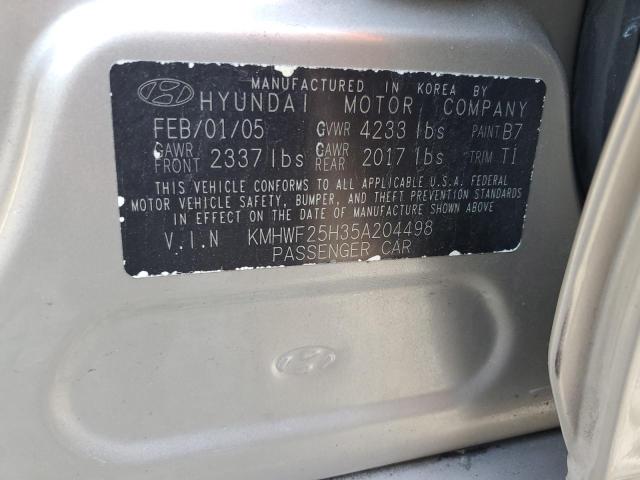 MANUFACTURED IN KOREA BY
HYUNDAI MOTOR COMPANY
FEB/01/05 GVWR 4233 lbs PAINT B7
GAWR FRONT 2337 lbs GAWR REAR 2017 lbs TRIM TI
THIS VEHICLE CONFORMS TO ALL APPLICABLE U.S.A. FEDERAL
MOTOR VEHICLE SAFETY, BUMPER, AND THEFT PREVENTION STANDARDS
IN EFFECT ON THE DATE OF MANUFACTURE SHOWN ABOVE
V.I.N KMHWF25H35A204498
PASSENGER CAR